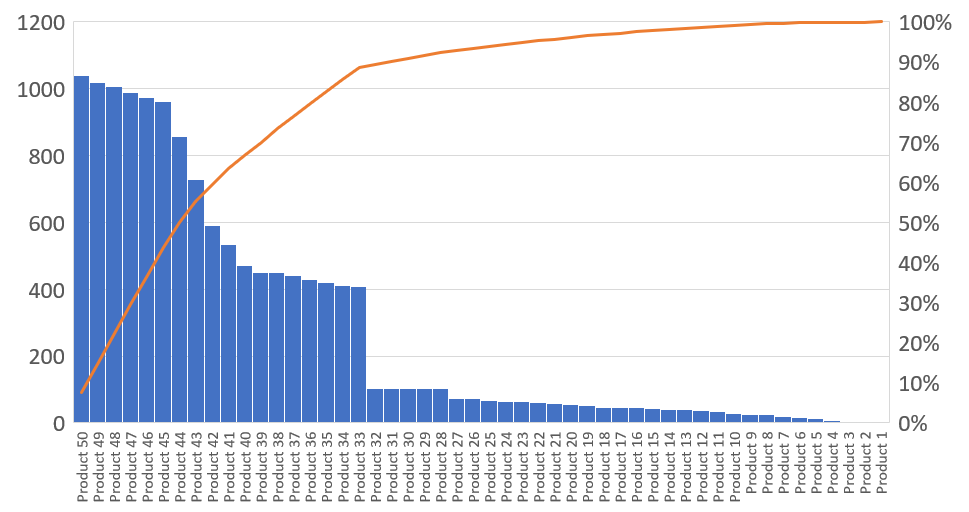 1200
1000
800
600
400
200
0
100%
90%
80%
70%
60%
50%
40%
30%
20%
10%
0%
Product 50
Product 49
Product 48
Product 47
Product 46
Product 45
Product 44
Product 43
Product 42
Product 41
Product 40
Product 39
Product 38
Product 37
Product 36
Product 35
Product 34
Product 33
Product 32
Product 31
Product 30
Product 29
Product 28
Product 27
Product 26
Product 25
Product 24
Product 23
Product 22
Product 21
Product 20
Product 19
Product 18
Product 17
Product 16
Product 15
Product 14
Product 13
Product 12
Product 11
Product 10
Product 9
Product 8
Product 7
Product 6
Product 5
Product 4
Product 3
Product 2
Product 1